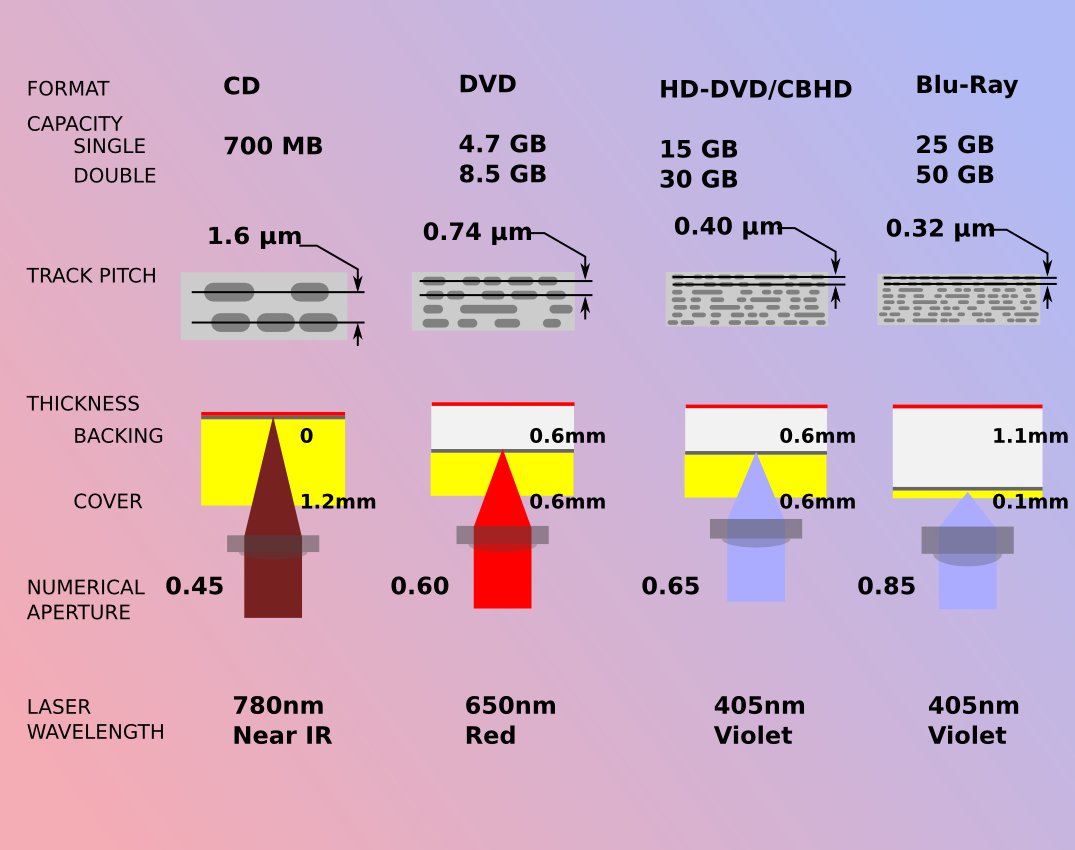 FORMAT CD DVD HD-DVD/CBHD Blu-Ray
CAPACITY
SINGLE 700 MB 4.7 GB 15 GB 25 GB
DOUBLE 8.5 GB 30 GB 50 GB
1.6 µm 0.74 µm 0.40 µm 0.32 µm
TRACK PITCH
THICKNESS
BACKING 0 0.6mm 0.6mm 1.1mm
COVER 1.2mm 0.6mm 0.6mm 0.1mm
NUMERICAL 0.45 0.60 0.65 0.85
APERTURE
LASER 780nm 650nm 405nm 405nm
WAVELENGTH Near IR Red Violet Violet